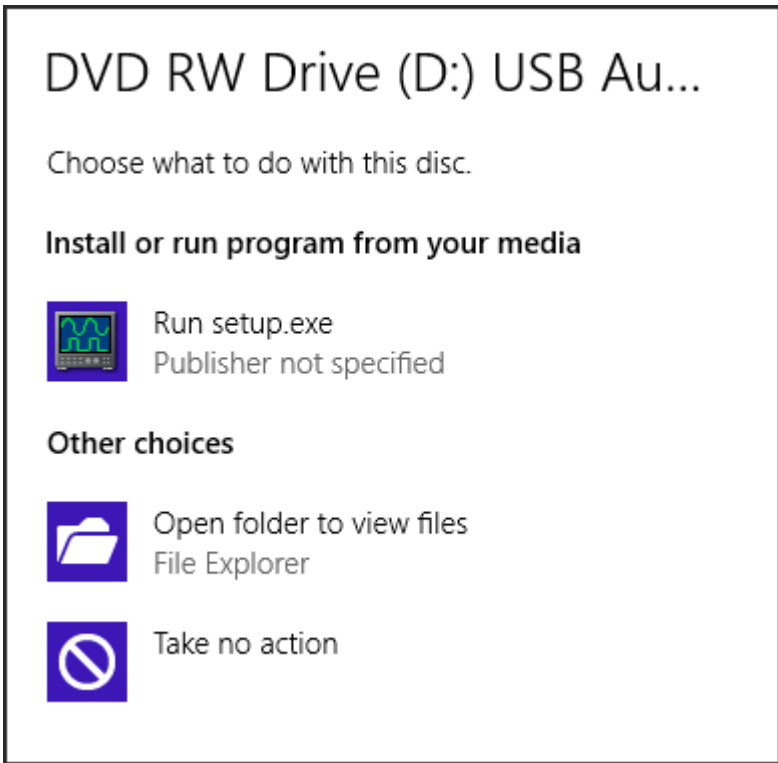 DVD RW Drive (D:) USB Au...
Choose what to do with this disc.
Install or run program from your media
Run setup.exe
Publisher not specified
Other choices
Open folder to view files
File Explorer
Take no action